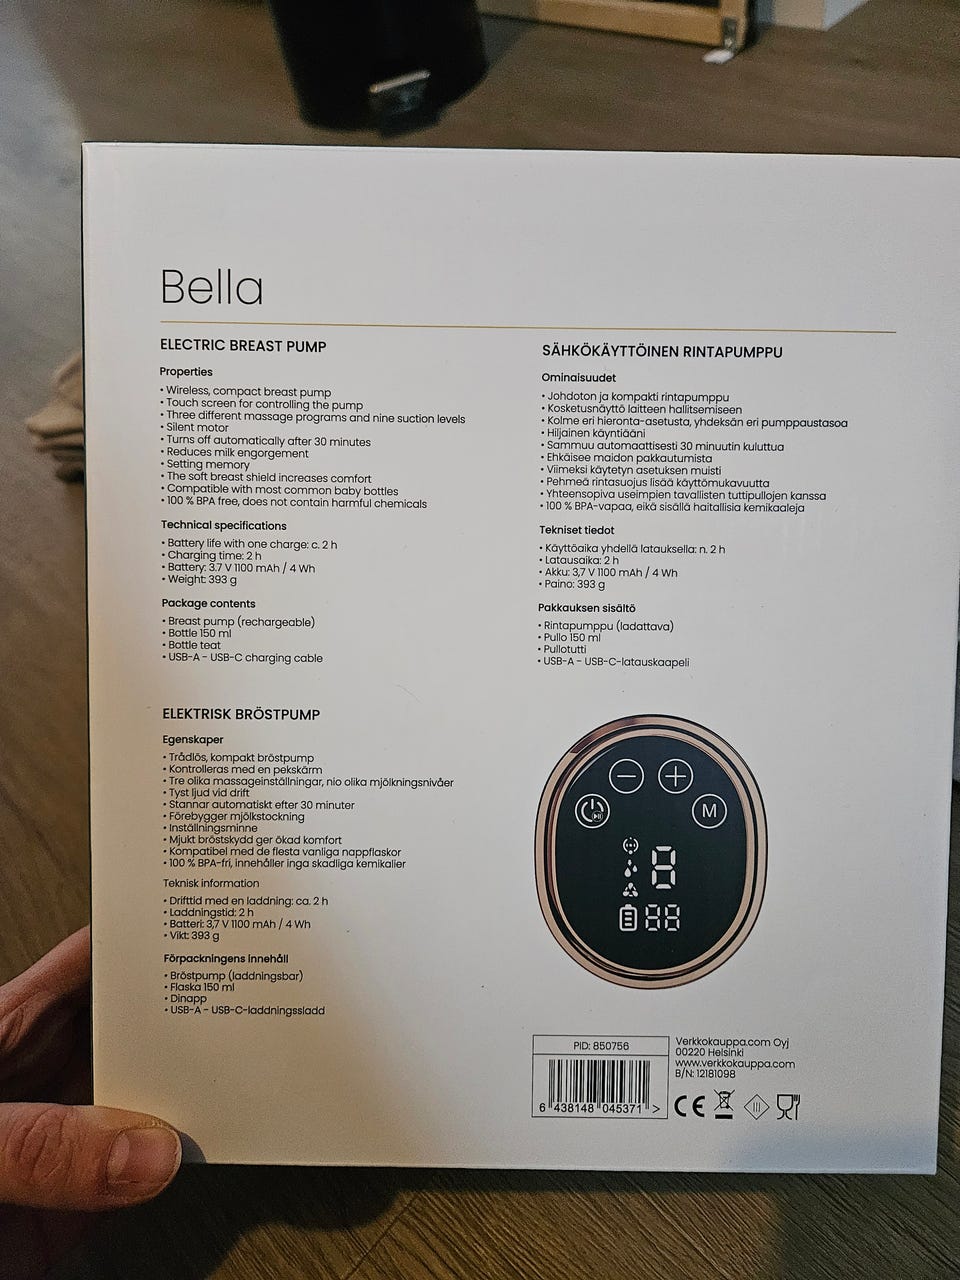 Bella
ELECTRIC BREAST PUMP
Properties
• Wireless, compact breast pump
• Touch screen for controlling the pump
• Three different massage programs and nine suction levels
• Silent motor
• Turns off automatically after 30 minutes
• Reduces milk engorgement
• Setting memory
• The soft breast shield increases comfort
• Compatible with most common baby bottles
• 100 % BPA free, does not contain harmful chemicals
Technical specifications
• Battery life with one charge: c. 2 h
• Charging time: 2 h
• Battery: 3.7 V 1100 mAh / 4 Wh
• Weight: 393 g
Package contents
• Breast pump (rechargeable)
• Bottle 150 ml
• Bottle teat
• USB-A - USB-C charging cable
SÄHKÖKÄYTTÖINEN RINTAPUMPPU
Ominaisuudet
• Johdoton ja kompakti rintapumppu
• Kosketusnäyttö laitteen hallitsemiseen
• Kolme eri hieronta-asetusta, yhdeksän eri pumppaustasoa
• Hiljainen käyntiääni
• Sammuu automaattisesti 30 minuutin kuluttua
• Ehkäisee maidon pakkautumista
• Viimeksi käytetyn asetuksen muisti
• Pehmeä rintasuojus lisää käyttömukavuutta
• Yhteensopiva useimpien tavallisten tuttipullojen kanssa
• 100 % BPA-vapaa, eikä sisällä haitallisia kemikaaleja
Tekniset tiedot
• Käyttöaika yhdellä latauksella: n. 2 h
• Latausaika: 2 h
• Akku: 3,7 V 1100 mAh / 4 Wh
• Paino: 393 g
Pakkauksen sisältö
• Rintapumppu (ladattava)
• Pullo 150 ml
• Pullotutti
• USB-A - USB-C-latauskaapeli
ELEKTRISK BRÖSTPUMP
Egenskaper
• Trådlös, kompakt bröstpump
• Kontrolleras med en pekskärm
• Tre olika massageinställningar, nio olika mjölkningsnivåer
• Tyst ljud vid drift
• Stannar automatiskt efter 30 minuter
• Förebygger mjölkstockning
• Inställningsminne
• Mjukt bröstskydd ger ökad komfort
• Kompatibel med de flesta vanliga nappflaskor
• 100 % BPA-fri, innehåller inga skadliga kemikalier
Teknisk information
• Drifttid med en laddning: ca. 2 h
• Laddningstid: 2 h
• Batteri: 3,7 V 1100 mAh / 4 Wh
• Vikt: 393 g
Förpackningens innehåll
• Bröstpump (laddningsbar)
• Flaska 150 ml
• Dinapp
• USB-A - USB-C-laddningssladd
M
8
88
PID: 850756
6 438148 045371 >
Verkkokauppa.com Oyj
00220 Helsinki
www.verkkokauppa.com
B/N: 12181098
CE